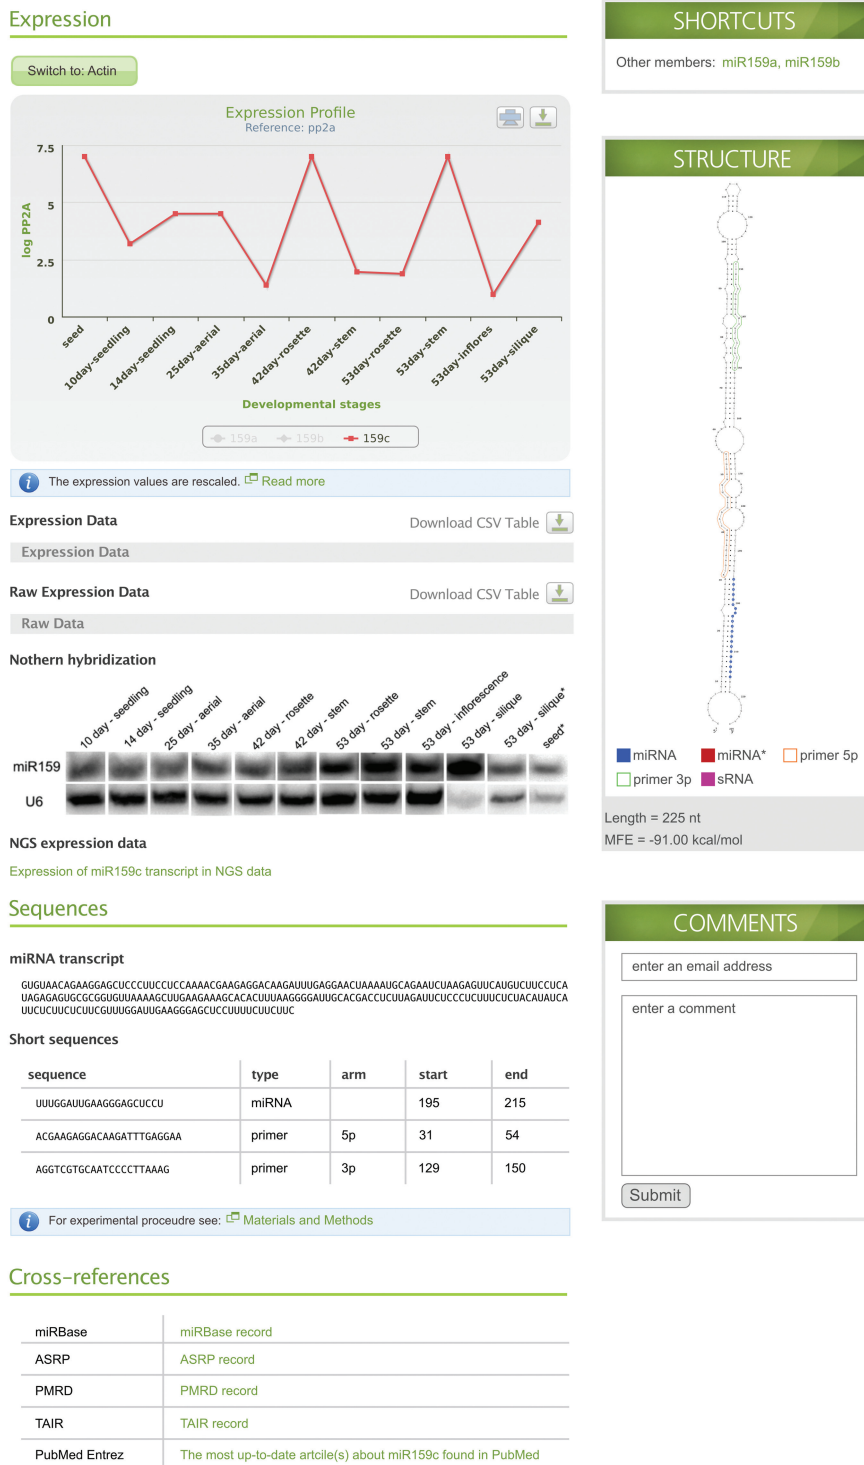 Expression
Switch to: Actin
Expression Profile
Reference: pp2a
7.5
5
2.5
0
log PP2A
seed
10day-seedling
14day-seedling
25day-aerial
35day-aerial
42day-rosette
42day-stem
53day-rosette
53day-stem
53day-inflores
53day-silique
Developmental stages
159a 159b 159c
The expression values are rescaled. Read more
Expression Data Download CSV Table
Expression Data
Raw Expression Data Download CSV Table
Raw Data
Nothern hybridization
10 day - seedling
14 day - seedling
25 day - aerial
35 day - aerial
42 day - rosette
42 day - stem
53 day - rosette
53 day - stem
53 day - inflorescence
53 day - silique
53 day - silique*
seed*
miR159
U6
NGS expression data
Expression of miR159c transcript in NGS data
Sequences
miRNA transcript
GUGUAACAGAAGGAGCUCCCUUCCUCCAAAACGAAGAGGACAAGAUUUGAGGAACUAAAAUGCAGAAUCUAAGAGUUCAUGUCUUCCUCA
UAGAGAGUGCGCGGUGUUAAAAGCUUGAAGAAAGCACACUUUAAGGGGAUUGCACGACCUCUUAGAUUCUCCCUCUUUCUCUACAUAUCA
UUCUCUUCUCUUCGUUUGGAUUGAAGGGAGCUCCUUUUCUUCUUC
Short sequences
sequence type arm start end
UUUGGAUUGAAGGGAGCUCCU miRNA 195 215
ACGAAGAGGACAAGATTTGAGGAA primer 5p 31 54
AGGTCGTGCAATCCCCTTAAAG primer 3p 129 150
For experimental proceudre see: Materials and Methods
Cross-references
miRBase miRBase record
ASRP ASRP record
PMRD PMRD record
TAIR TAIR record
PubMed Entrez The most up-to-date artcile(s) about miR159c found in PubMed
SHORTCUTS
Other members: miR159a, miR159b
STRUCTURE
miRNA miRNA* primer 5p
primer 3p sRNA
Length = 225 nt
MFE = -91.00 kcal/mol
COMMENTS
enter an email address
enter a comment
Submit